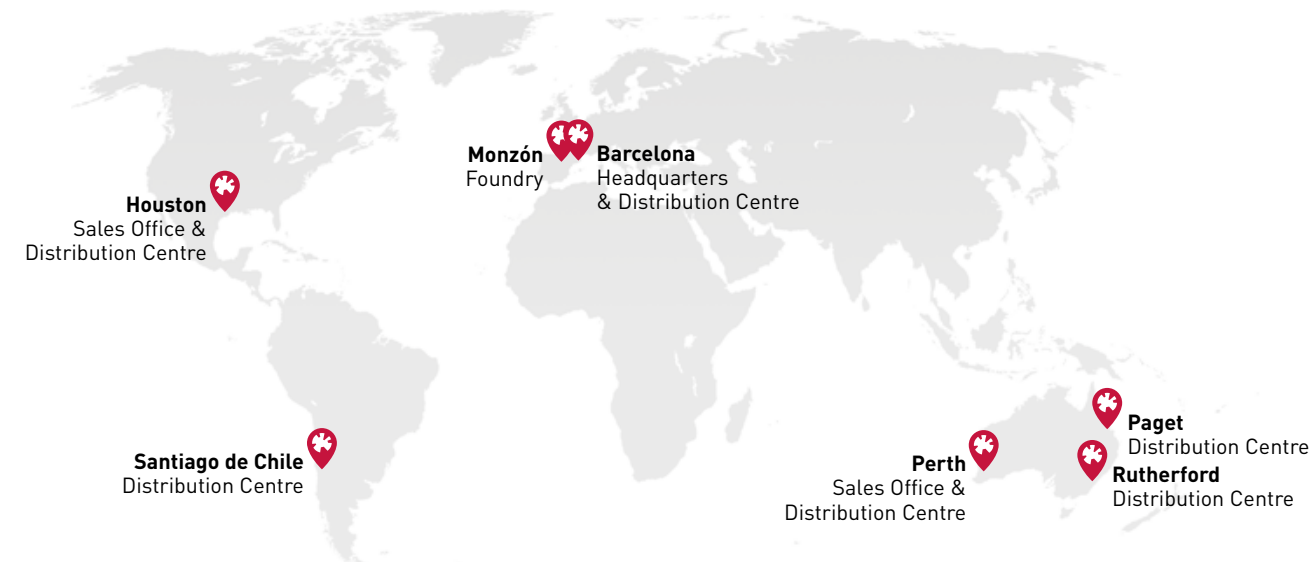 Monzón
Foundry
Barcelona
Headquarters
& Distribution Centre
Houston
Sales Office &
Distribution Centre
Santiago de Chile
Distribution Centre
Perth
Sales Office &
Distribution Centre
Paget
Distribution Centre
Rutherford
Distribution Centre